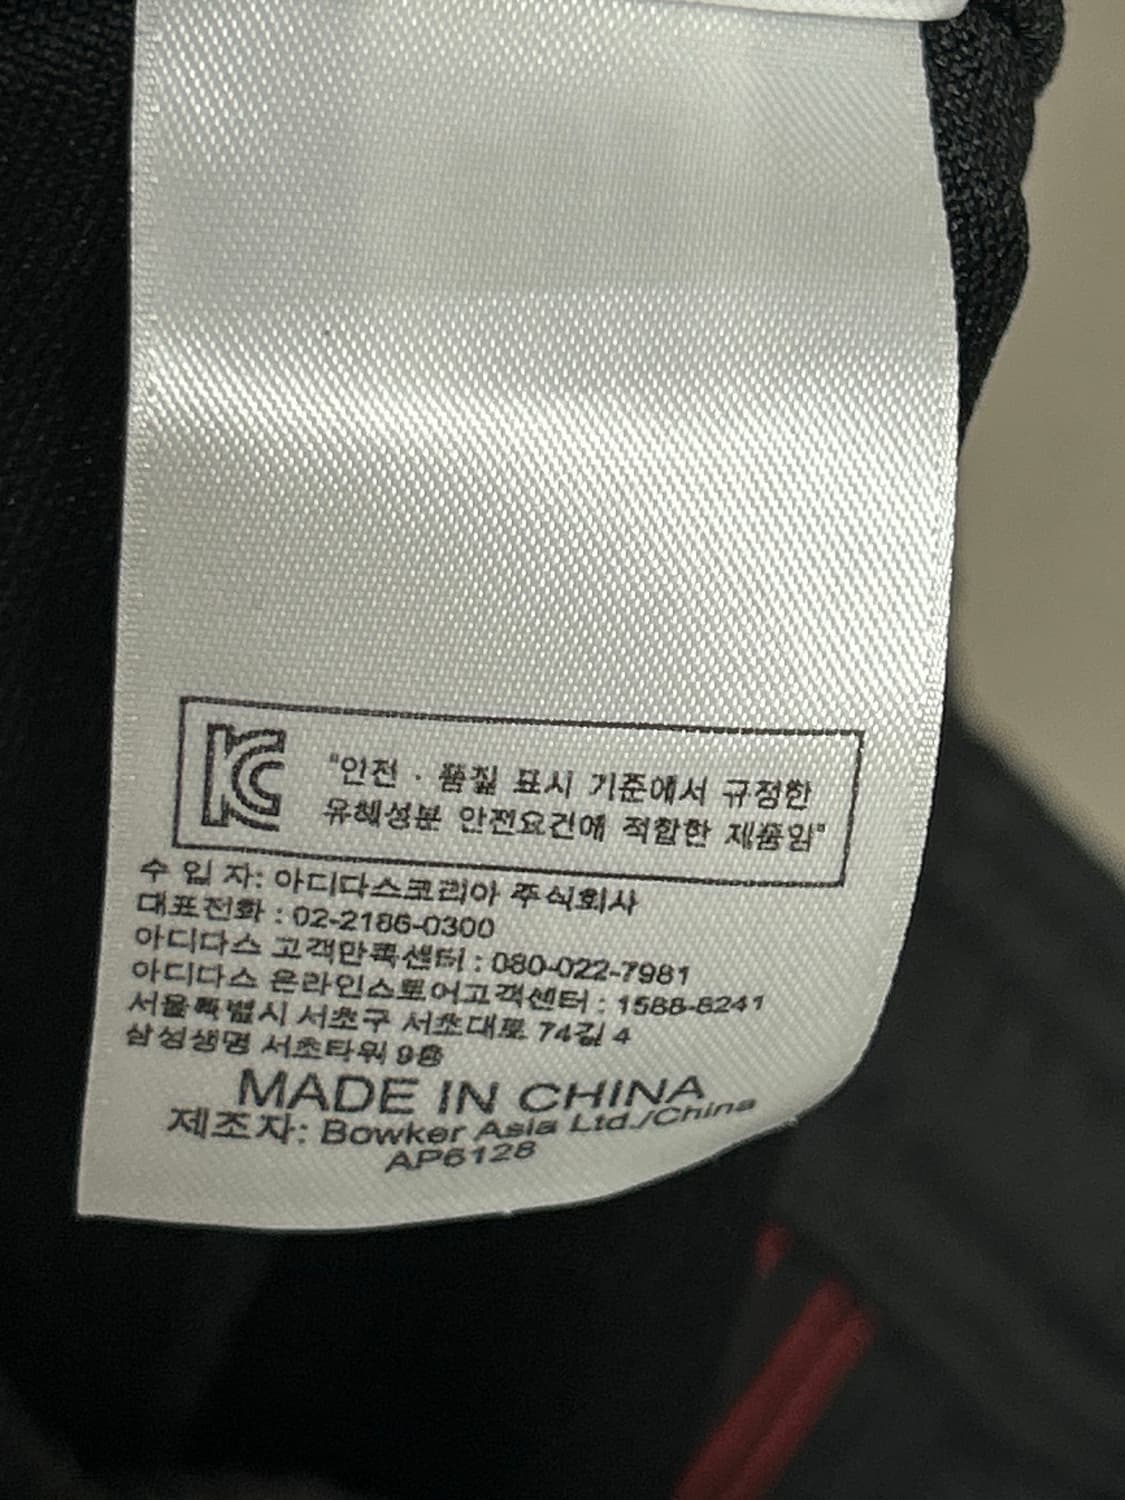 KC
"안전 · 품질 표시 기준에서 규정한
유해성분 안전요건에 적합한 제품임"
수 입 자: 아디다스코리아 주식회사
대표전화 : 02-2186-0300
아디다스 고객만족센터 : 080-022-7981
아디다스 온라인스토어고객센터 : 1588-8241
서울특별시 서초구 서초대로 74길 4
삼성생명 서초타워 9층
MADE IN CHINA
제조자: Bowker Asia Ltd./China
AP6128